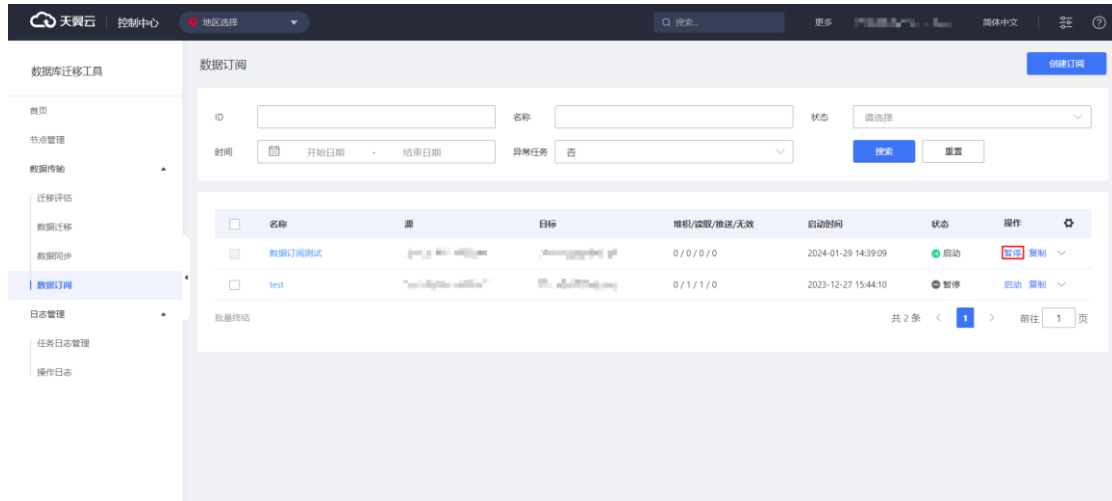 天翼云 控制中心 地区选择 搜索... 更多 简体中文
数据库迁移工具
首页
节点管理
数据传输
迁移评估
数据迁移
数据同步
数据订阅
日志管理
任务日志管理
操作日志
数据订阅 创建订阅
ID 名称 状态 请选择
时间 开始日期 - 结束日期 异常任务 否 搜索 重置
名称 源 目标 堆积/读取/推送/无效 启动时间 状态 操作
数据订阅测试 0 / 0 / 0 / 0 2024-01-29 14:39:09 启动 暂停 复制
test 0 / 1 / 1 / 0 2023-12-27 15:44:10 暂停 启动 复制
批量终结 共 2 条 < 1 > 前往 1 页